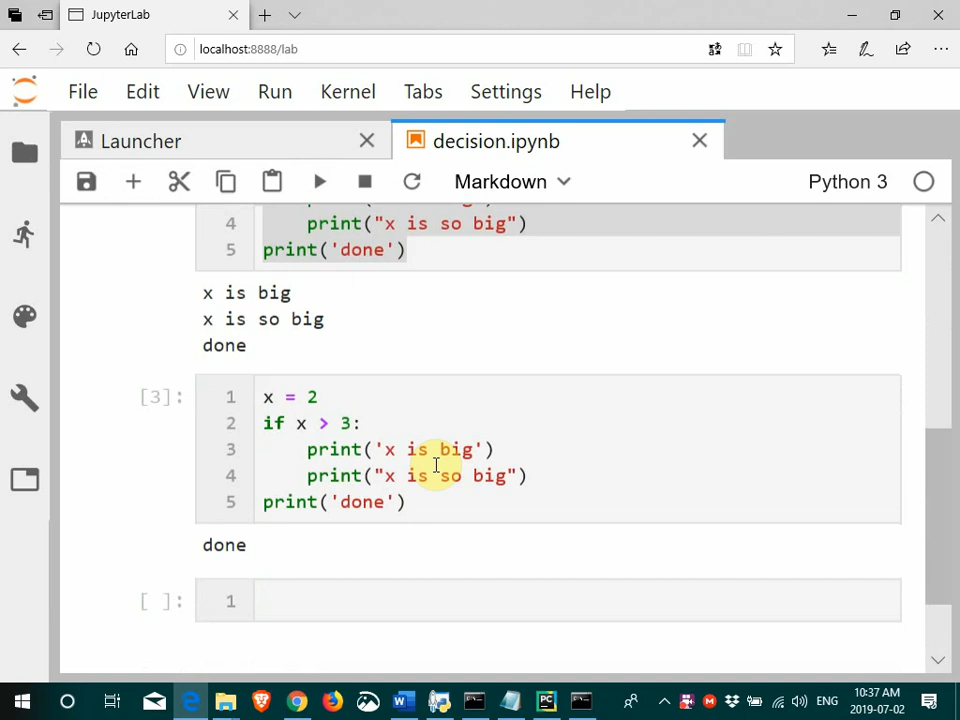 JupyterLab
localhost:8888/lab
File Edit View Run Kernel Tabs Settings Help
Launcher decision.ipynb
Markdown Python 3
4 print("x is so big")
5 print('done')
x is big
x is so big
done
[3]: 1 x = 2
2 if x > 3:
3 print('x is big')
4 print("x is so big")
5 print('done')
done
[ ]: 1
ENG 10:37 AM
2019-07-02